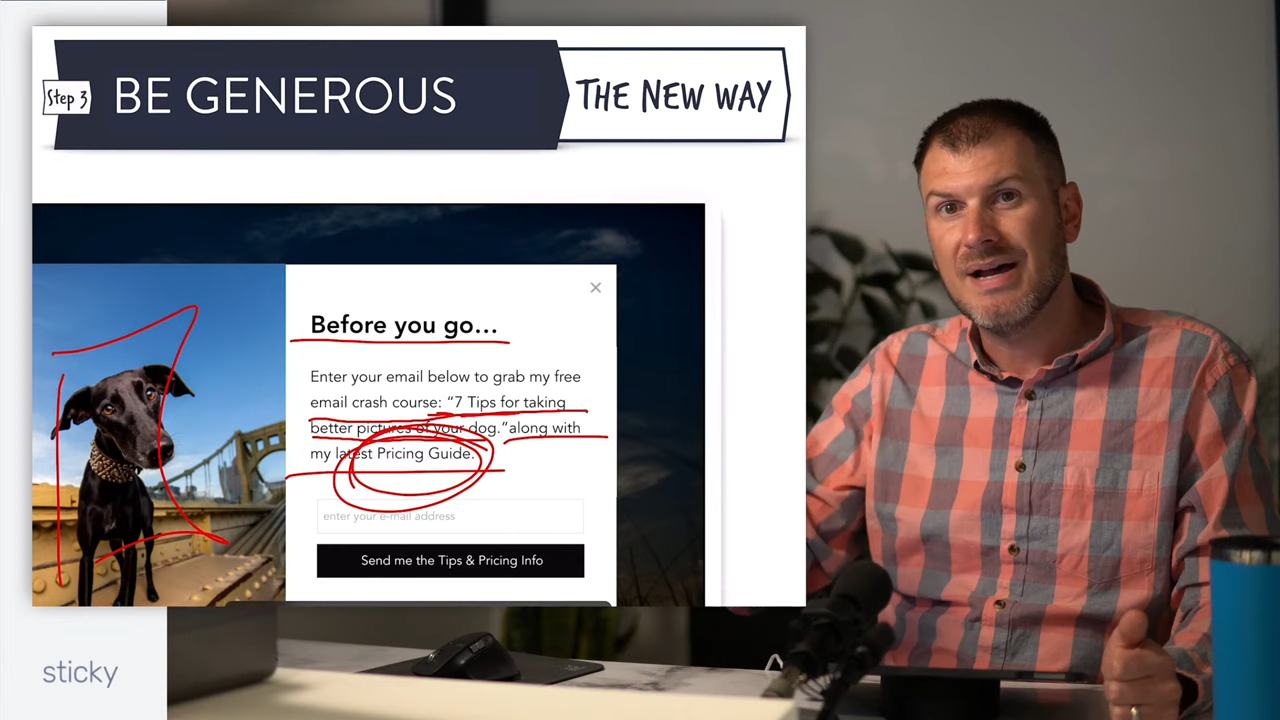 Step 3
BE GENEROUS
THE NEW WAY
Before you go...
Enter your email below to grab my free
email crash course: “7 Tips for taking
better pictures of your dog.”along with
my latest Pricing Guide.
enter your e-mail address
Send me the Tips & Pricing Info
sticky